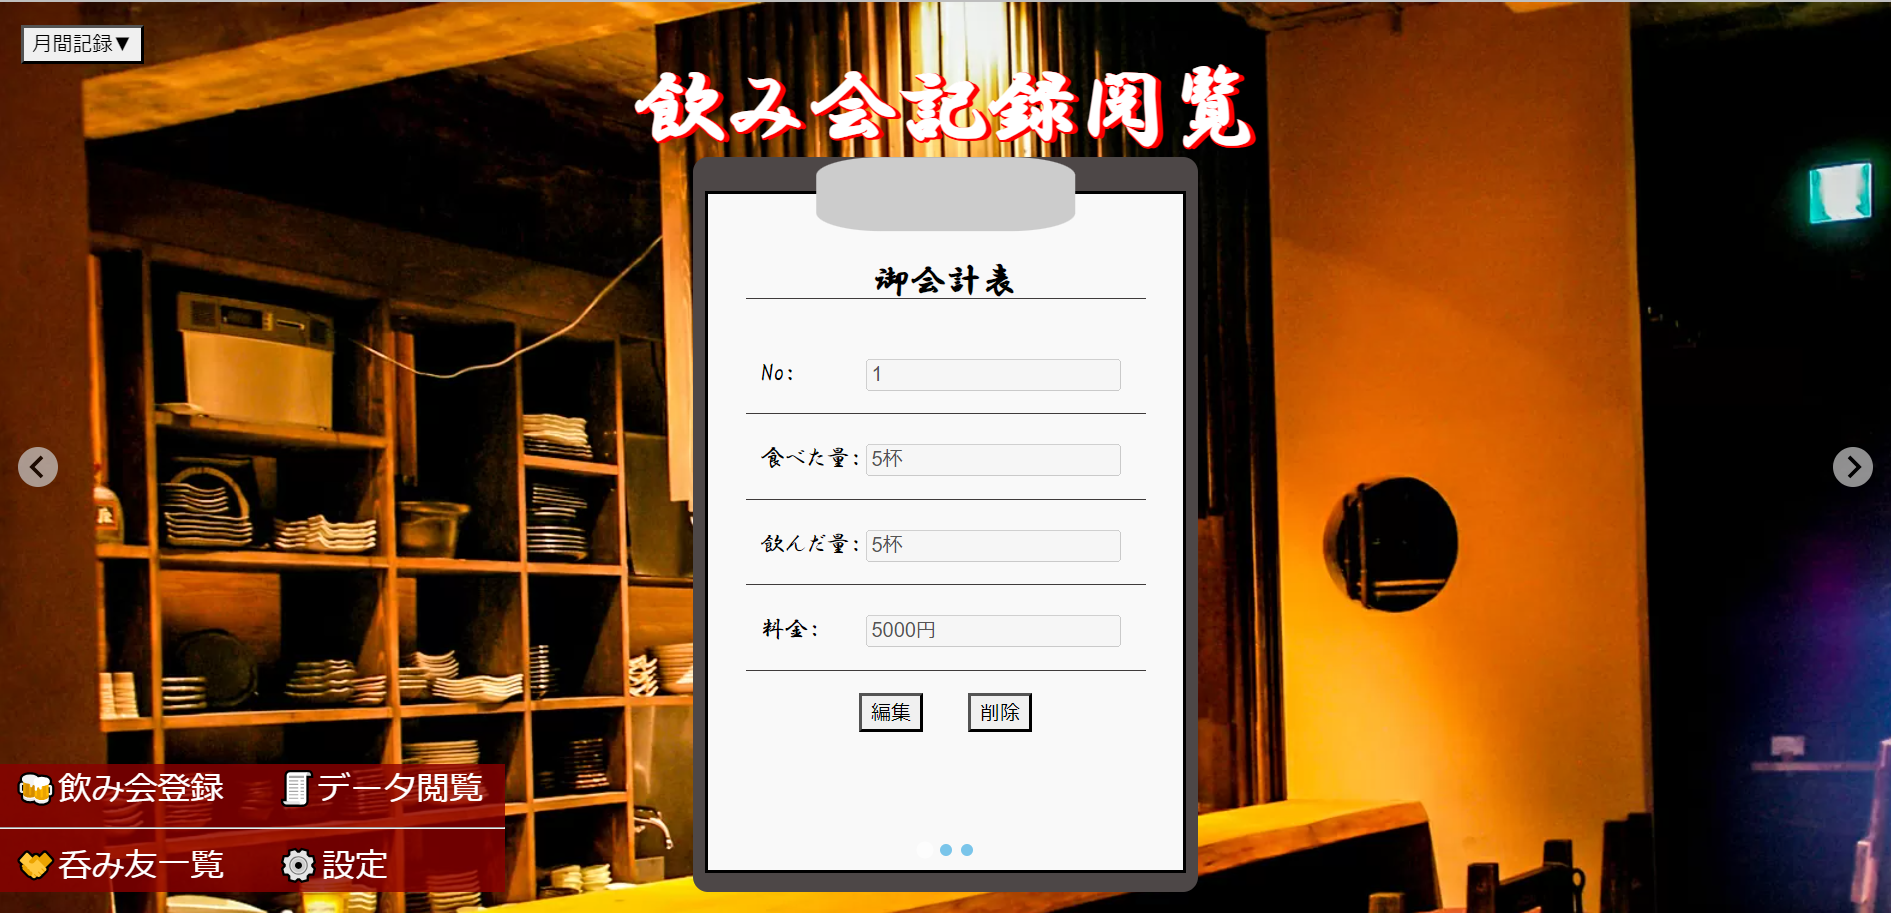 月間記録▼
飲み会記録閲覧
御会計表
No: 1
食べた量: 5杯
飲んだ量: 5杯
料金: 5000円
編集 削除
飲み会登録 データ閲覧
呑み友一覧 設定